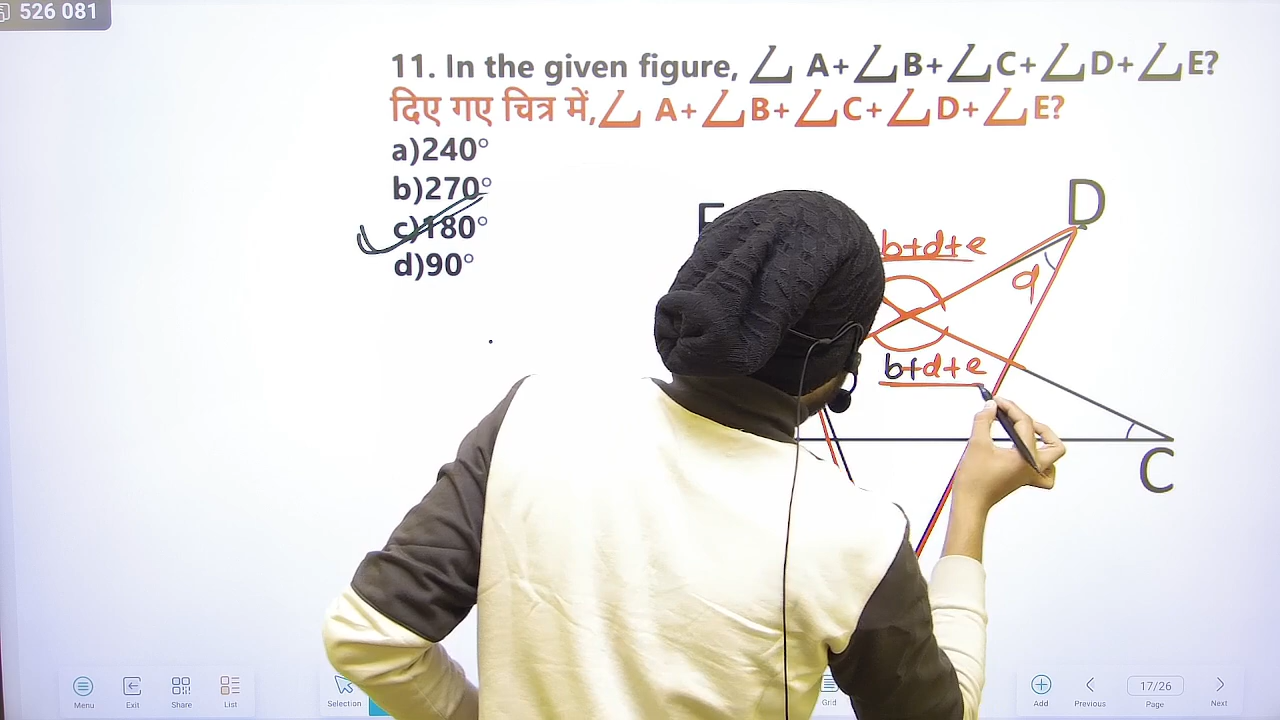 526 081
11. In the given figure, ∠ A+∠B+∠C+∠D+∠E?
दिए गए चित्र में,∠ A+∠B+∠C+∠D+∠E?
a)240°
b)270°
c)180°
d)90°
D
b+d+e
b+d+e
C
Menu
Exit
Share
List
Selection
Grid
Add
Previous
17/26
Page
Next